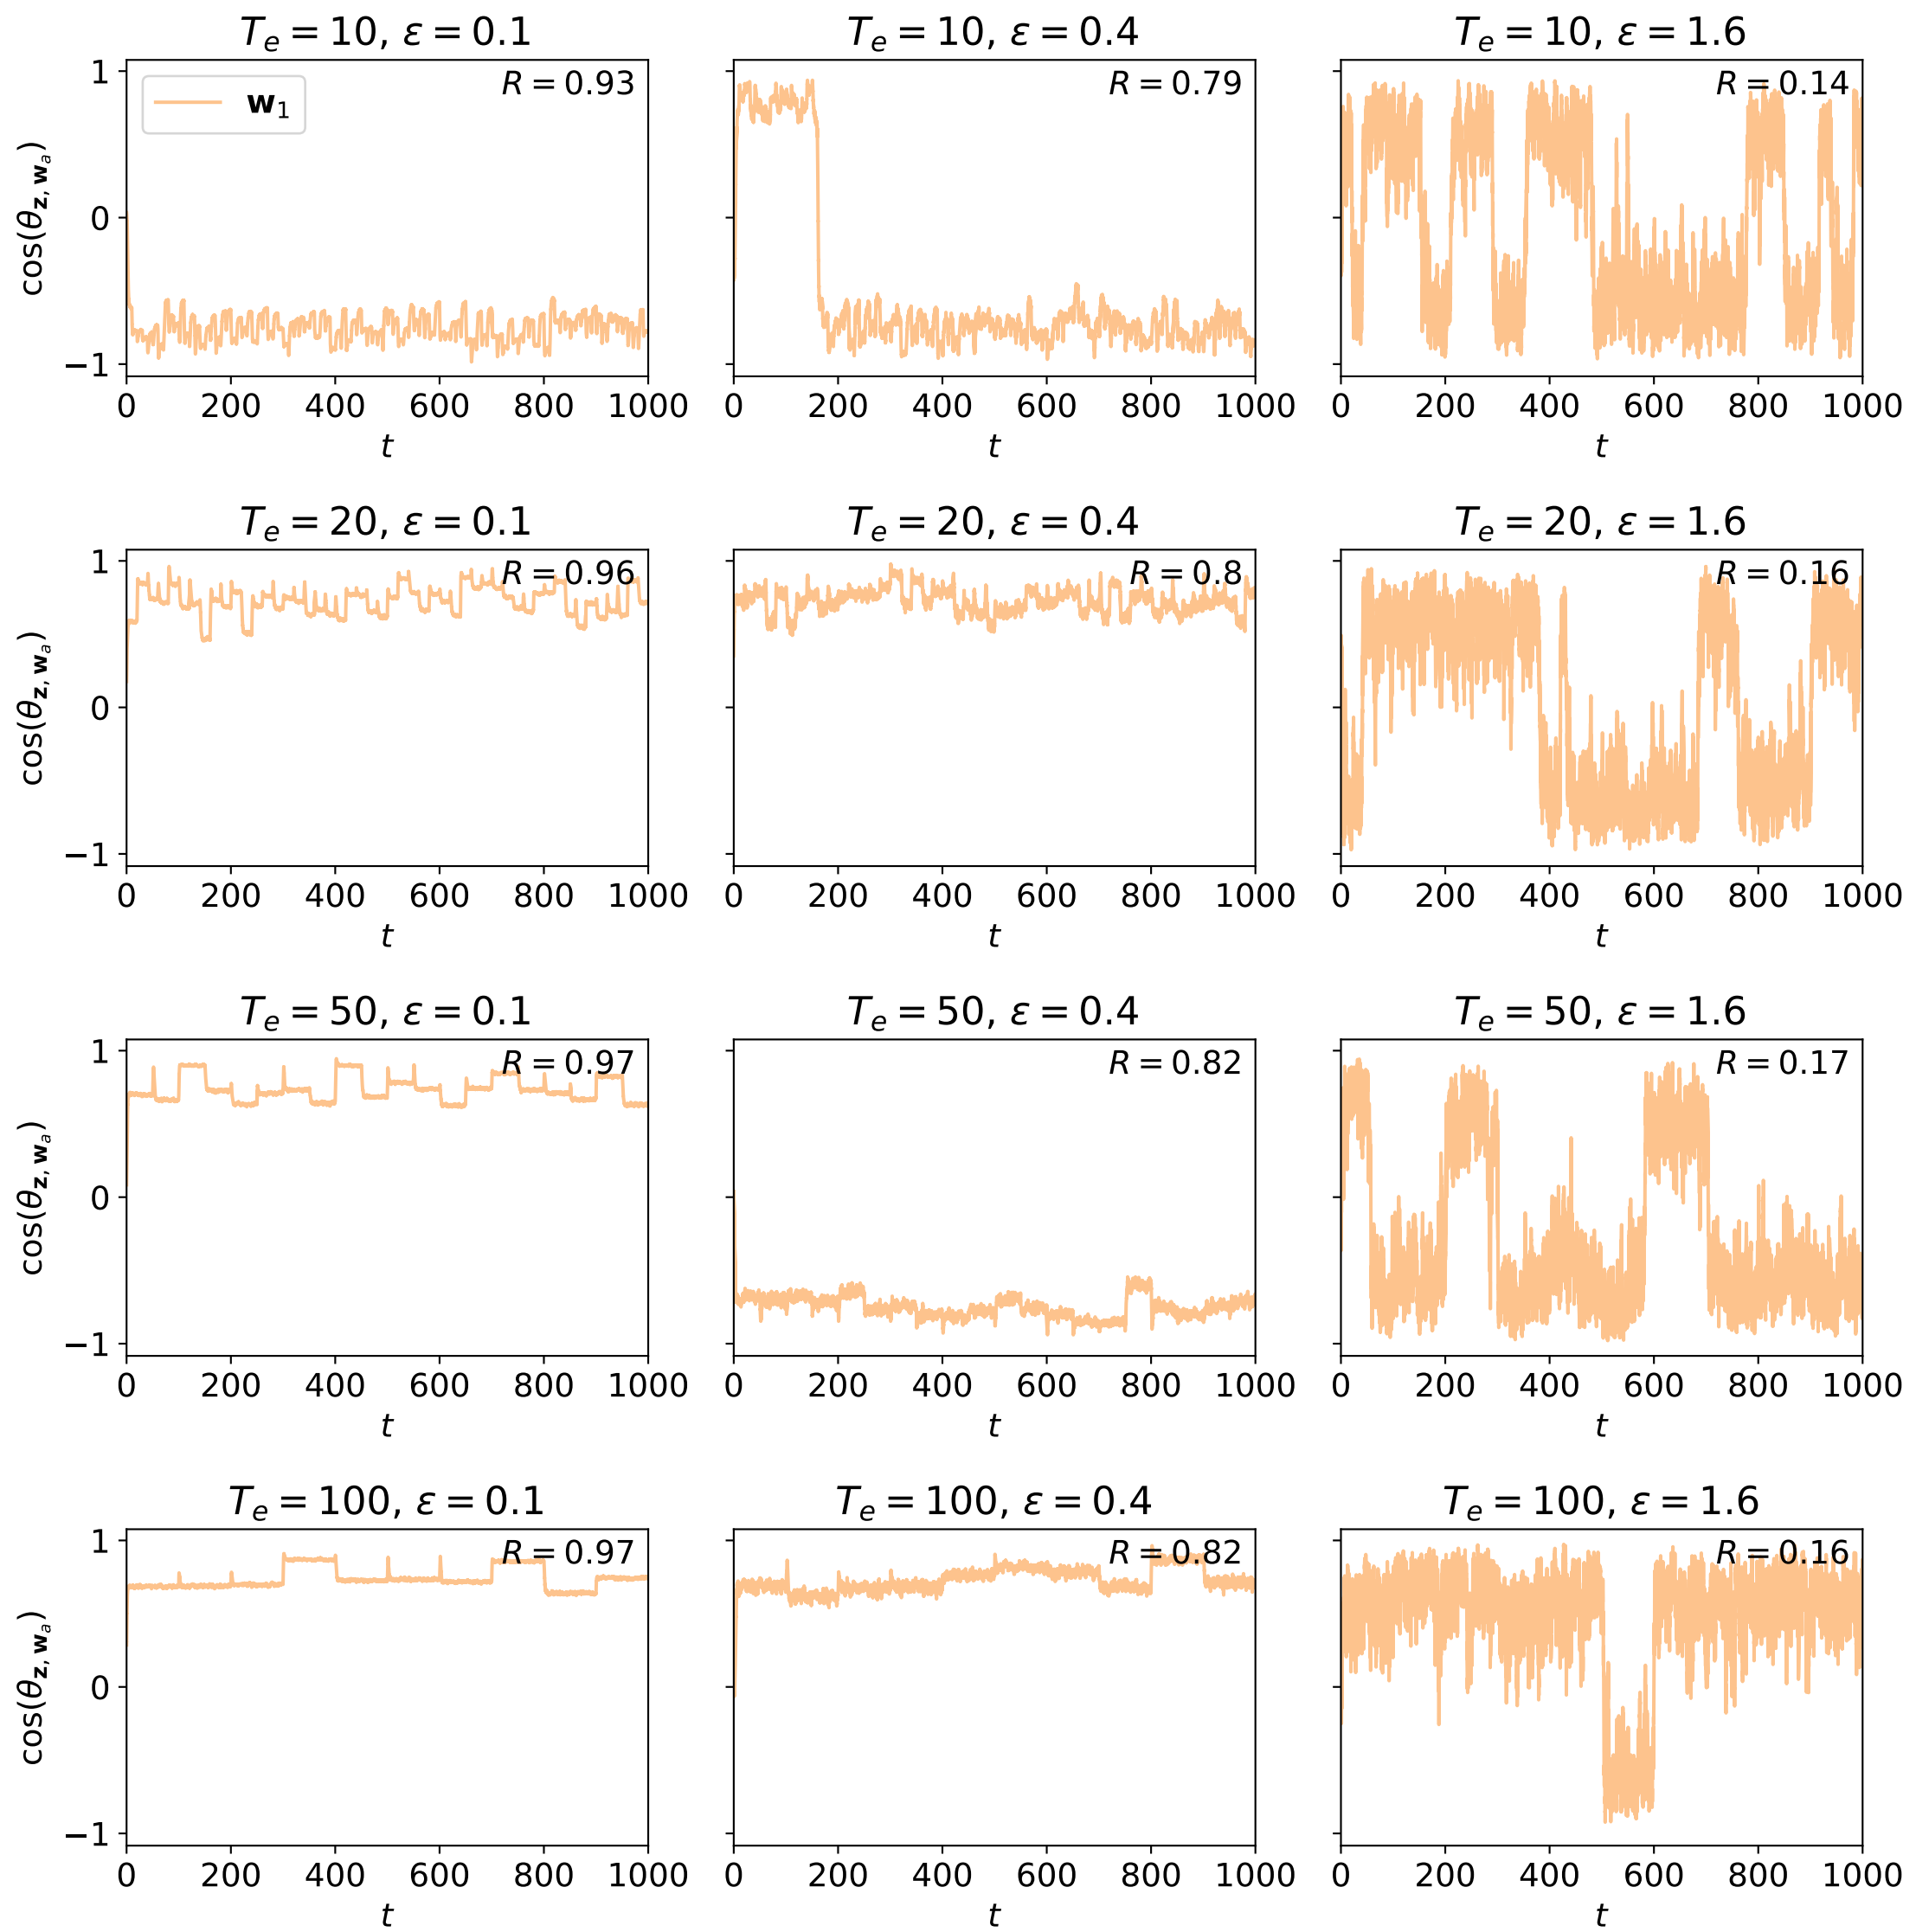 T_e = 10, ε = 0.1
T_e = 10, ε = 0.4
T_e = 10, ε = 1.6
R = 0.93
R = 0.79
R = 0.14
w_1
cos(θ_{z, w_a})
1
0
−1
0 200 400 600 800 1000
0 200 400 600 800 1000
0 200 400 600 800 1000
t
t
t
T_e = 20, ε = 0.1
T_e = 20, ε = 0.4
T_e = 20, ε = 1.6
R = 0.96
R = 0.8
R = 0.16
cos(θ_{z, w_a})
1
0
−1
0 200 400 600 800 1000
0 200 400 600 800 1000
0 200 400 600 800 1000
t
t
t
T_e = 50, ε = 0.1
T_e = 50, ε = 0.4
T_e = 50, ε = 1.6
R = 0.97
R = 0.82
R = 0.17
cos(θ_{z, w_a})
1
0
−1
0 200 400 600 800 1000
0 200 400 600 800 1000
0 200 400 600 800 1000
t
t
t
T_e = 100, ε = 0.1
T_e = 100, ε = 0.4
T_e = 100, ε = 1.6
R = 0.97
R = 0.82
R = 0.16
cos(θ_{z, w_a})
1
0
−1
0 200 400 600 800 1000
0 200 400 600 800 1000
0 200 400 600 800 1000
t
t
t